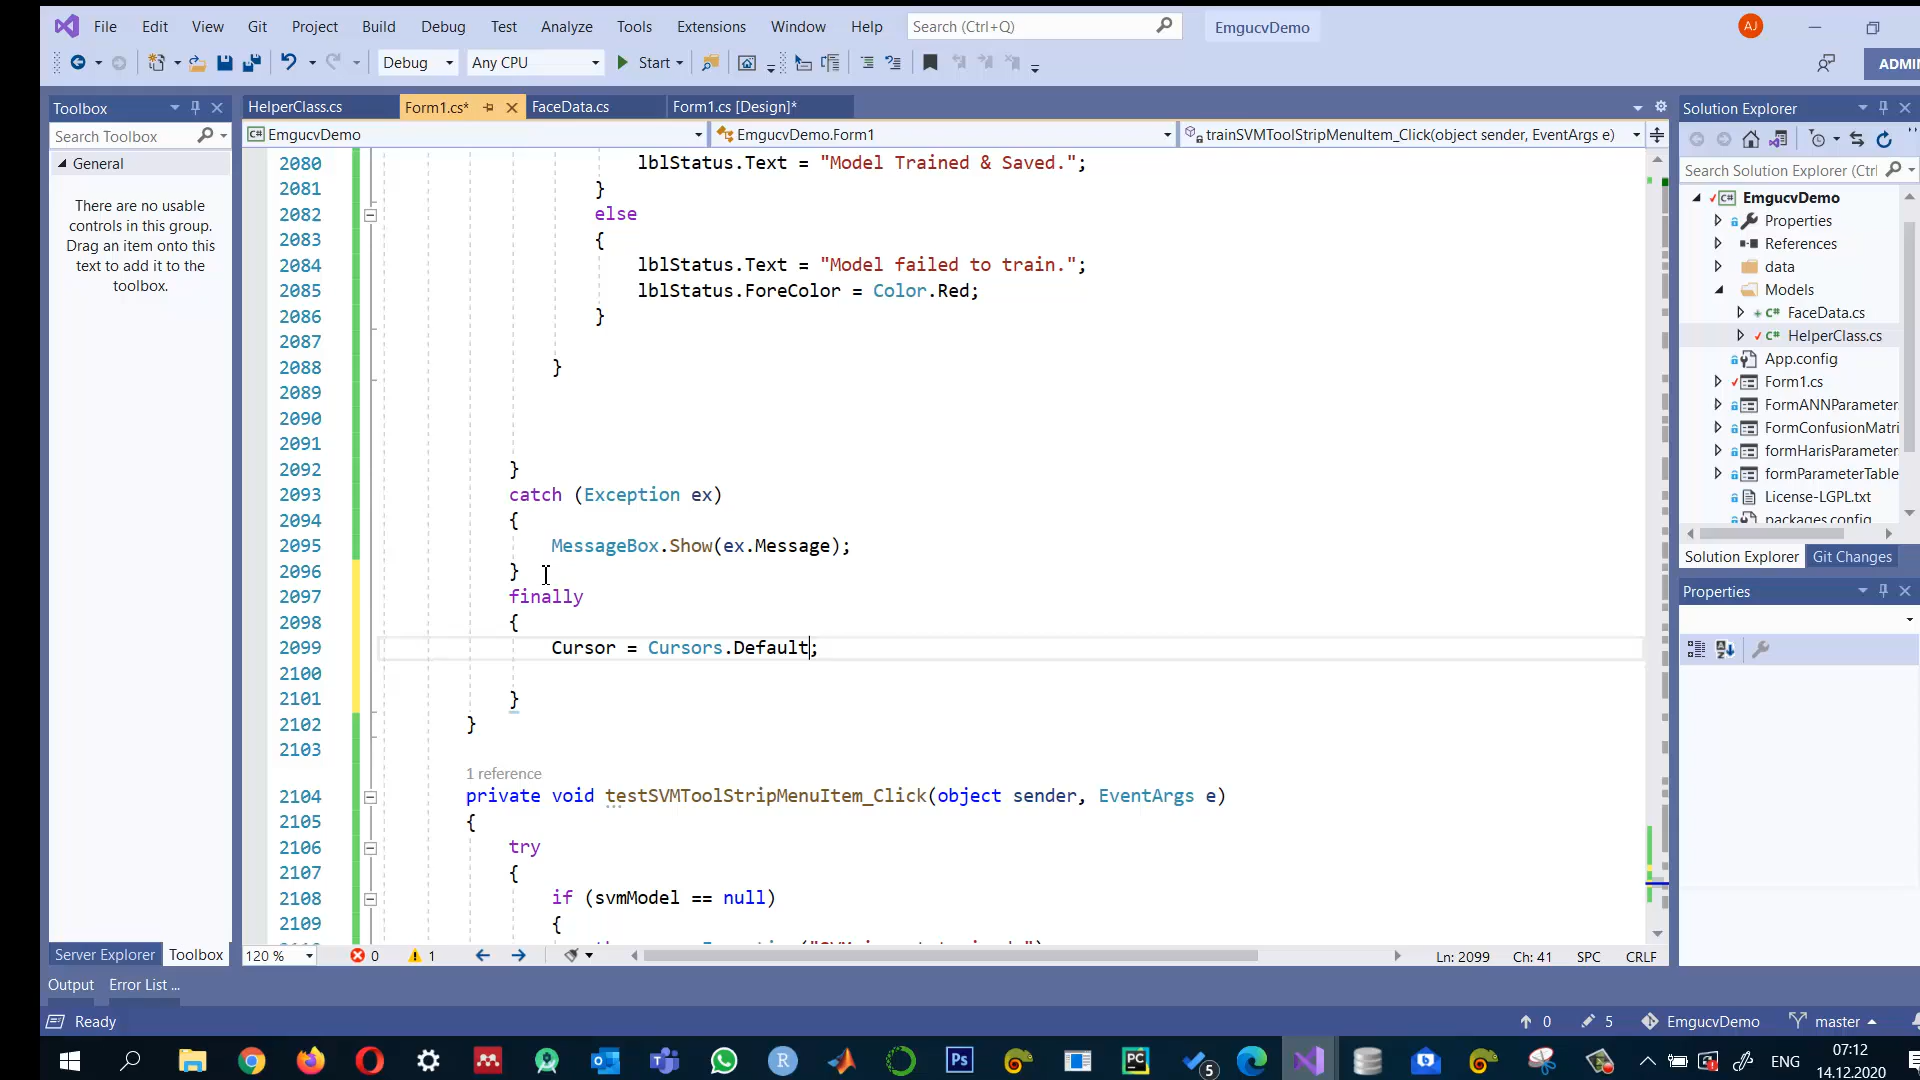 File Edit View Git Project Build Debug Test Analyze Tools Extensions Window Help Search (Ctrl+Q) EmgucvDemo AJ
Debug Any CPU Start ADMIN
Toolbox HelperClass.cs Form1.cs* FaceData.cs Form1.cs [Design]* Solution Explorer
Search Toolbox EmgucvDemo EmgucvDemo.Form1 trainSVMToolStripMenuItem_Click(object sender, EventArgs e)
General
There are no usable
controls in this group.
Drag an item onto this
text to add it to the
toolbox.
2080 lblStatus.Text = "Model Trained & Saved.";
2081 }
2082 else
2083 {
2084 lblStatus.Text = "Model failed to train.";
2085 lblStatus.ForeColor = Color.Red;
2086 }
2087
2088 }
2089
2090
2091
2092 }
2093 catch (Exception ex)
2094 {
2095 MessageBox.Show(ex.Message);
2096 }
2097 finally
2098 {
2099 Cursor = Cursors.Default;
2100
2101 }
2102 }
2103
1 reference
2104 private void testSVMToolStripMenuItem_Click(object sender, EventArgs e)
2105 {
2106 try
2107 {
2108 if (svmModel == null)
2109 {
Search Solution Explorer (Ctrl
EmgucvDemo
Properties
References
data
Models
FaceData.cs
HelperClass.cs
App.config
Form1.cs
FormANNParameter
FormConfusionMatri
formHarisParameter
formParameterTable
License-LGPL.txt
packages.config
Solution Explorer Git Changes
Properties
Server Explorer Toolbox 120 % 0 1 Ln: 2099 Ch: 41 SPC CRLF
Output Error List ...
Ready 0 5 EmgucvDemo master
5 ENG 07:12
14.12.2020